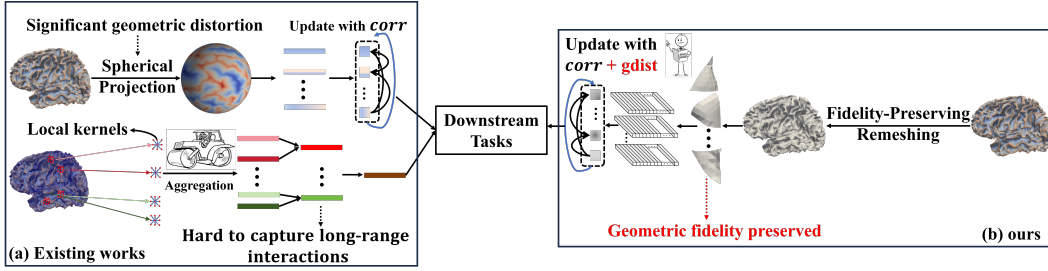 Significant geometric distortion
Update with corr
Spherical
Projection
Local kernels
Aggregation
Hard to capture long-range
interactions
(a) Existing works
Downstream
Tasks
Update with
corr + gdist
Fidelity-Preserving
Remeshing
Geometric fidelity preserved
(b) ours